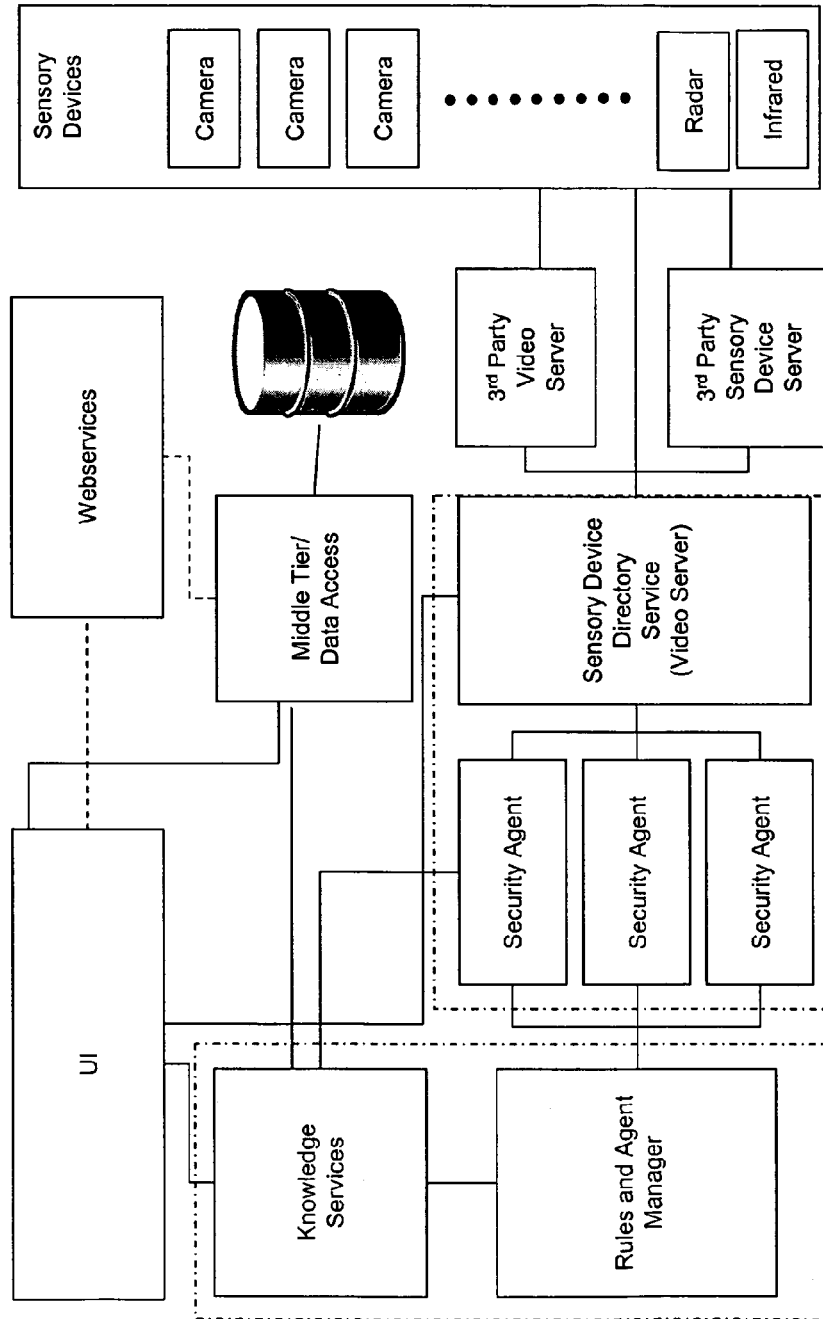 UI
Webservices
Sensory
Devices
Camera
Camera
Camera
Radar
Infrared
Knowledge
Services
Middle Tier/
Data Access
Rules and Agent
Manager
Security Agent
Security Agent
Security Agent
Sensory Device
Directory
Service
(Video Server)
3rd Party
Video
Server
3rd Party
Sensory
Device
Server